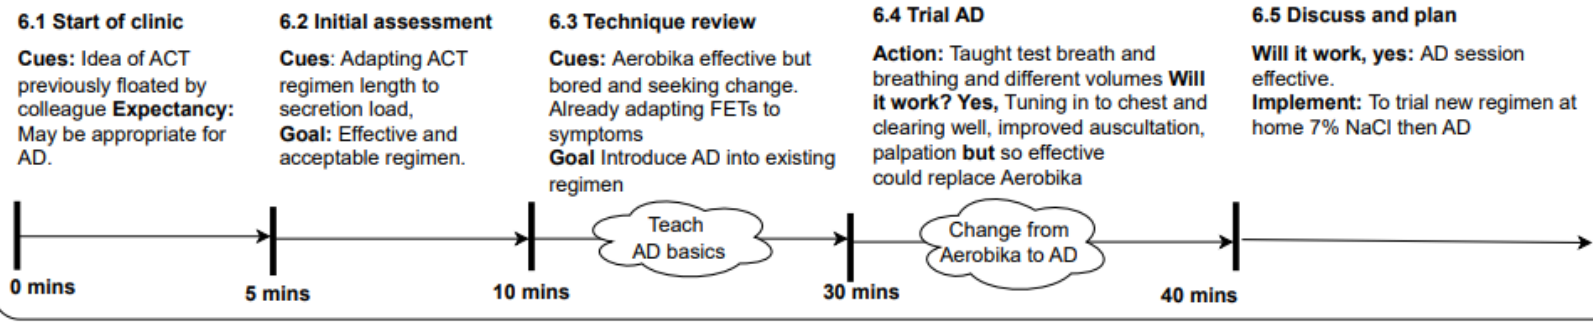 6.1 Start of clinic
Cues: Idea of ACT
previously floated by
colleague Expectancy:
May be appropriate for
AD.
6.2 Initial assessment
Cues: Adapting ACT
regimen length to
secretion load,
Goal: Effective and
acceptable regimen.
6.3 Technique review
Cues: Aerobika effective but
bored and seeking change.
Already adapting FETs to
symptoms
Goal Introduce AD into existing
regimen
6.4 Trial AD
Action: Taught test breath and
breathing and different volumes Will
it work? Yes, Tuning in to chest and
clearing well, improved auscultation,
palpation but so effective
could replace Aerobika
6.5 Discuss and plan
Will it work, yes: AD session
effective.
Implement: To trial new regimen at
home 7% NaCl then AD
Teach
AD basics
Change from
Aerobika to AD
0 mins
5 mins
10 mins
30 mins
40 mins